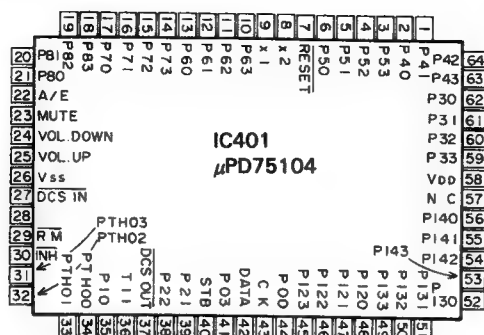 19 18 17 16 15 14 13 12 11 10 9 8 7 6 5 4 3 2 1
P82 P83 P70 P71 P72 P73 P60 P61 P62 P63 x1 x2 RESET P50 P51 P52 P53 P40 P41
20 P81
21 P80
22 A/E
23 MUTE
24 VOL.DOWN
25 VOL.UP
26 Vss
27 DCS IN
28
29 RM
30 INH
31
32
PTH03
PTH02
IC401
μPD75104
P42 64
P43 63
P30 62
P31 61
P32 60
P33 59
VDD 58
NC 57
P140 56
P141 55
P142 54
P143 53
P130 52
PTH01 PTH00 P10 T11 DCS OUT P22 P21 STB P03 DATA CK P00 P123 P122 P121 P120 P133 P132 P131
33 34 35 36 37 38 39 40 41 42 43 44 45 46 47 48 49 50 51